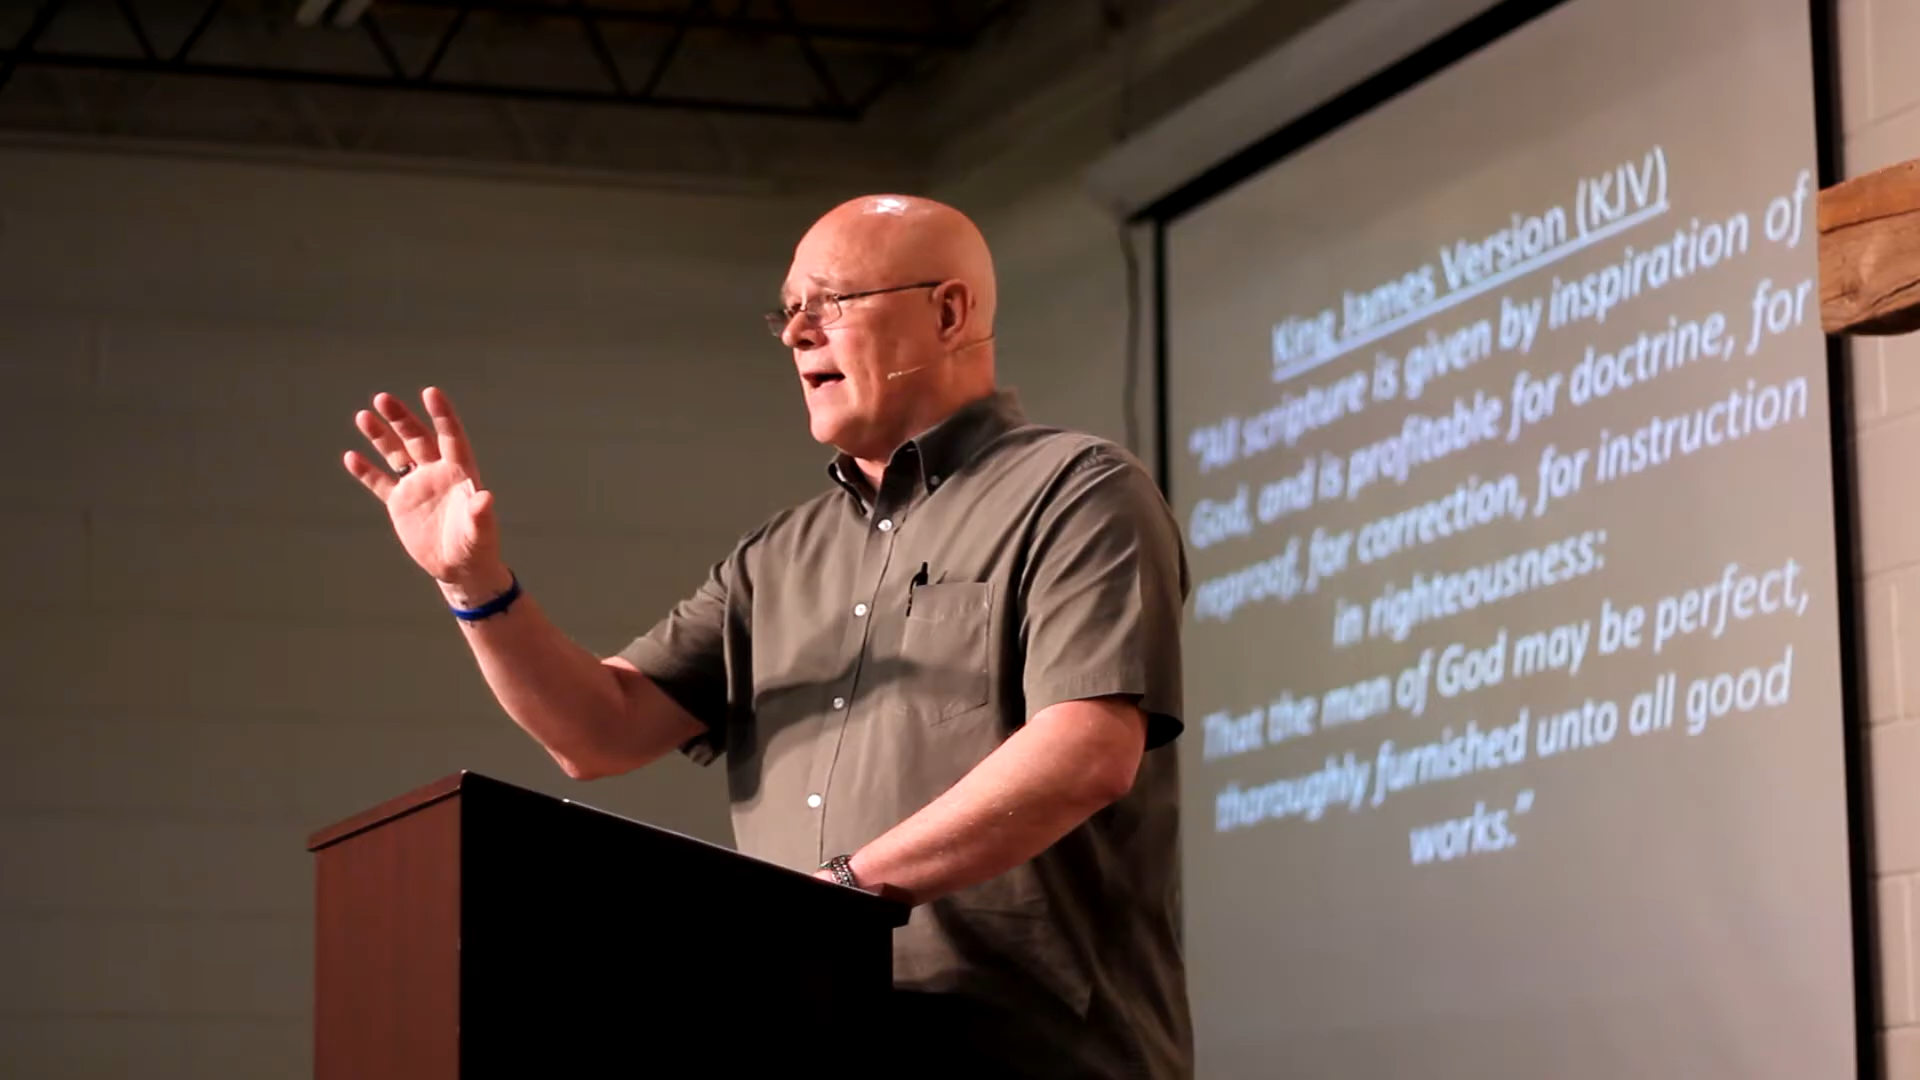 King James Version (KJV)
"All scripture is given by inspiration of
God, and is profitable for doctrine, for
reproof, for correction, for instruction
in righteousness:
That the man of God may be perfect,
thoroughly furnished unto all good
works."